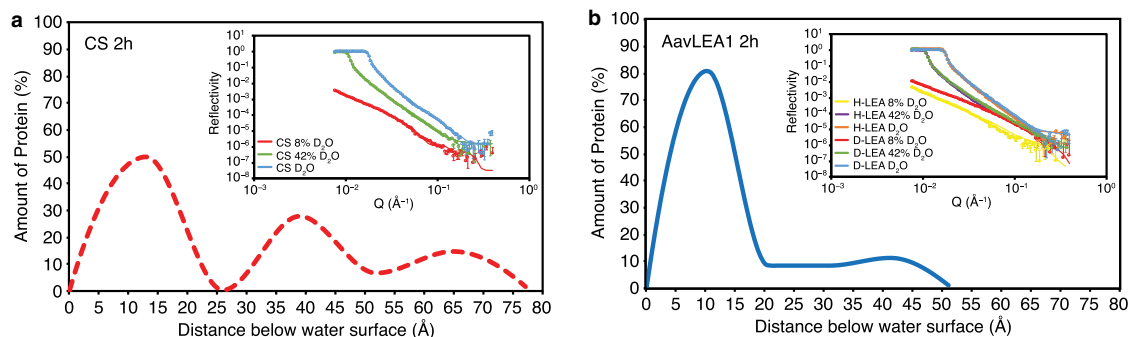 a
CS 2h
Amount of Protein (%)
100
90
80
70
60
50
40
30
20
10
0
0 5 10 15 20 25 30 35 40 45 50 55 60 65 70 75 80
Distance below water surface (Å)
Reflectivity
10¹
10⁰
10⁻¹
10⁻²
10⁻³
10⁻⁴
10⁻⁵
10⁻⁶
10⁻⁷
10⁻⁸
CS 8% D₂O
CS 42% D₂O
CS D₂O
10⁻³ 10⁻² 10⁻¹ 10⁰
Q (Å⁻¹)
b
AavLEA1 2h
Amount of Protein (%)
100
90
80
70
60
50
40
30
20
10
0
0 5 10 15 20 25 30 35 40 45 50 55 60 65 70 75 80
Distance below water surface (Å)
Reflectivity
10¹
10⁰
10⁻¹
10⁻²
10⁻³
10⁻⁴
10⁻⁵
10⁻⁶
10⁻⁷
10⁻⁸
H-LEA 8% D₂O
H-LEA 42% D₂O
H-LEA D₂O
D-LEA 8% D₂O
D-LEA 42% D₂O
D-LEA D₂O
10⁻³ 10⁻² 10⁻¹ 10⁰
Q (Å⁻¹)